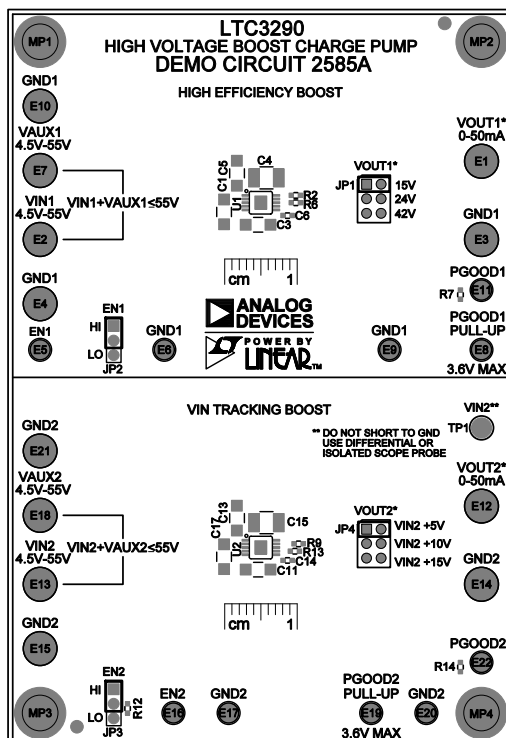 MP1
LTC3290
HIGH VOLTAGE BOOST CHARGE PUMP
DEMO CIRCUIT 2585A
MP2
HIGH EFFICIENCY BOOST
GND1
E10
VAUX1
4.5V-55V
E7
VIN1+VAUX1≤55V
VIN1
4.5V-55V
E2
GND1
E4
EN1
E5
EN1
HI
LO
JP2
GND1
E6
C5
C4
C1
U1
R2
R5
C6
C3
cm 1
ANALOG
DEVICES
POWER BY
LINEAR™
VOUT1*
JP1
15V
24V
42V
VOUT1*
0-50mA
E1
GND1
E3
PGOOD1
E11
R7
GND1
E9
PGOOD1
PULL-UP
E8
3.6V MAX
VIN TRACKING BOOST
VIN2**
TP1
** DO NOT SHORT TO GND
USE DIFFERENTIAL OR
ISOLATED SCOPE PROBE
GND2
E21
VAUX2
4.5V-55V
E18
VIN2+VAUX2≤55V
VIN2
4.5V-55V
E13
GND2
E15
C13
C15
C17
U2
R9
R13
C14
C11
cm 1
VOUT2*
JP4
VIN2 +5V
VIN2 +10V
VIN2 +15V
VOUT2*
0-50mA
E12
GND2
E14
PGOOD2
E22
R14
MP3
EN2
HI
LO
JP3
R12
EN2
E16
GND2
E17
PGOOD2
PULL-UP
E19
3.6V MAX
GND2
E20
MP4